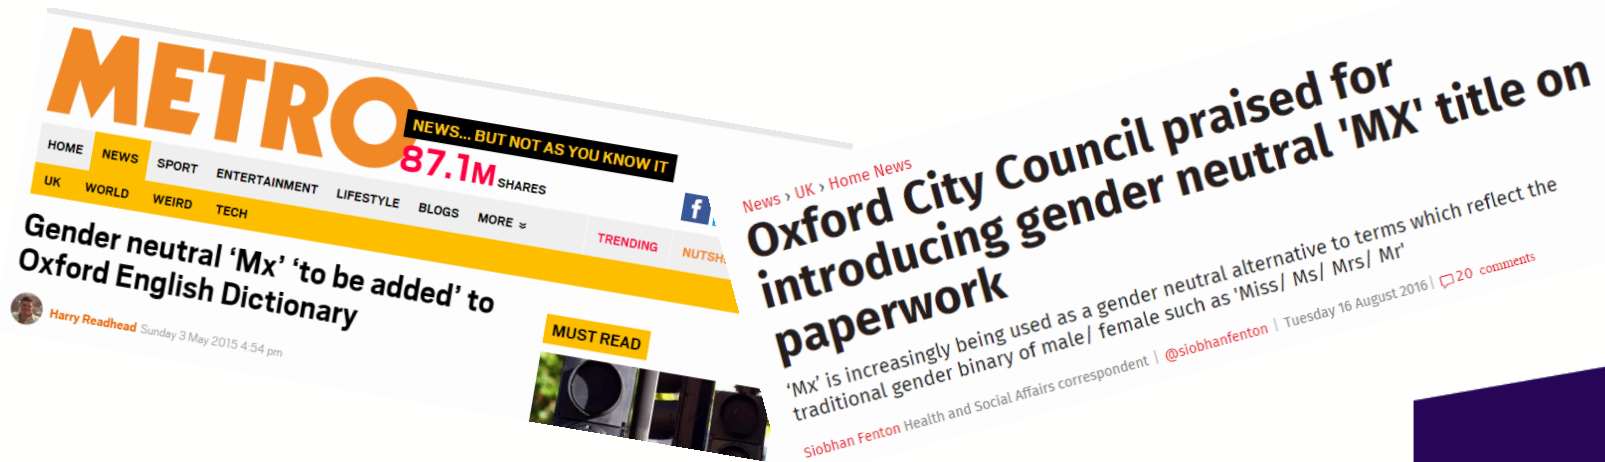 METRO
NEWS... BUT NOT AS YOU KNOW IT
87.1M SHARES
HOME NEWS SPORT ENTERTAINMENT LIFESTYLE BLOGS MORE
TRENDING
UK WORLD WEIRD TECH
Gender neutral ‘Mx’ ‘to be added’ to
Oxford English Dictionary
Harry Readhead Sunday 3 May 2015 4:54 pm
MUST READ
News › UK › Home News
Oxford City Council praised for
introducing gender neutral 'MX' title on
paperwork
‘Mx’ is increasingly being used as a gender neutral alternative to terms which reflect the
traditional gender binary of male/ female such as 'Miss/ Ms/ Mrs/ Mr'
Siobhan Fenton Health and Social Affairs correspondent | @siobhanfenton | Tuesday 16 August 2016 | 20 comments